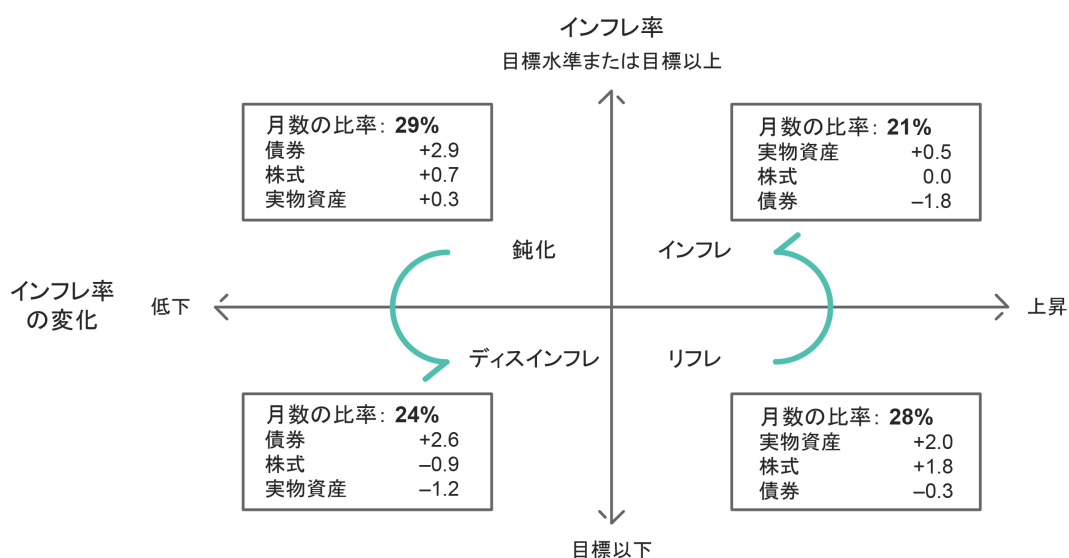 インフレ率
目標水準または目標以上
月数の比率: 29%
債券 +2.9
株式 +0.7
実物資産 +0.3
月数の比率: 21%
実物資産 +0.5
株式 0.0
債券 –1.8
鈍化
インフレ
インフレ率
の変化
低下
上昇
ディスインフレ
リフレ
月数の比率: 24%
債券 +2.6
株式 –0.9
実物資産 –1.2
月数の比率: 28%
実物資産 +2.0
株式 +1.8
債券 –0.3
目標以下